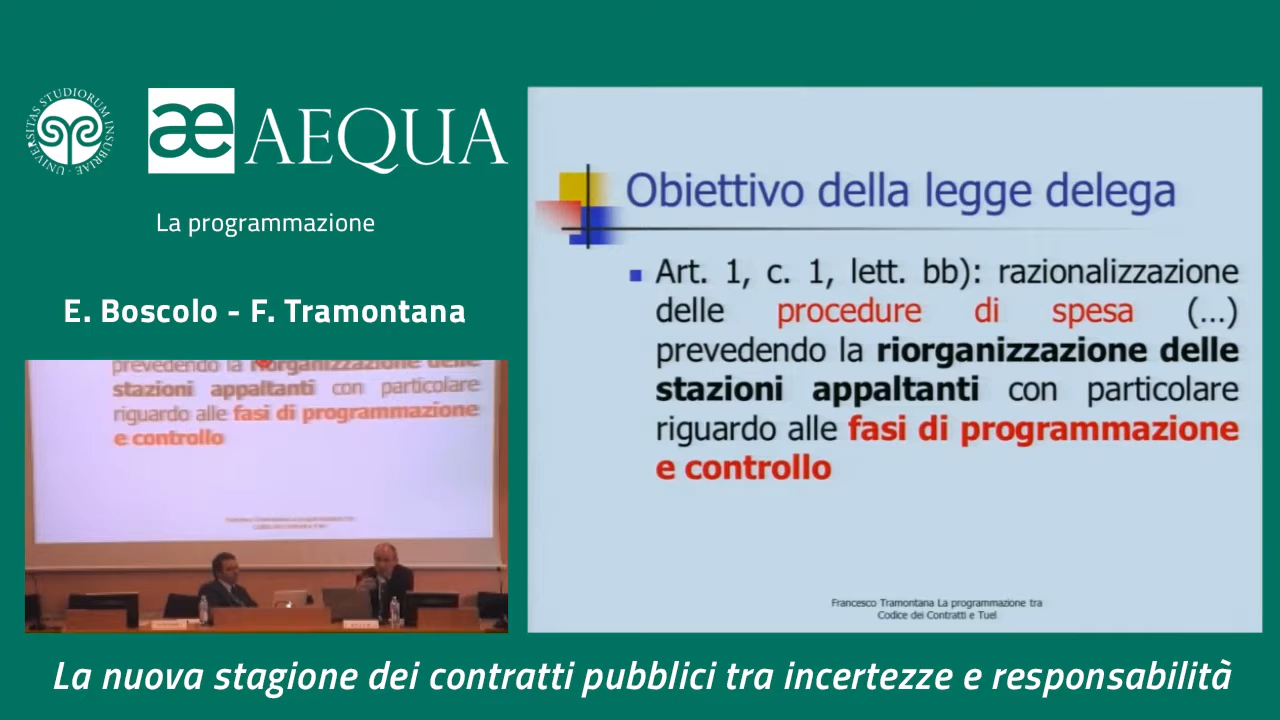 UNIVERSITAS STUDIORUM INSUBRIAE
æ AEQUA
La programmazione
E. Boscolo - F. Tramontana
prevedendo la riorganizzazione delle
stazioni appaltanti con particolare
riguardo alle fasi di programmazione
e controllo
Obiettivo della legge delega
Art. 1, c. 1, lett. bb): razionalizzazione
delle procedure di spesa (...)
prevedendo la riorganizzazione delle
stazioni appaltanti con particolare
riguardo alle fasi di programmazione
e controllo
Francesco Tramontana La programmazione tra
Codice dei Contratti e Tuel
La nuova stagione dei contratti pubblici tra incertezze e responsabilità